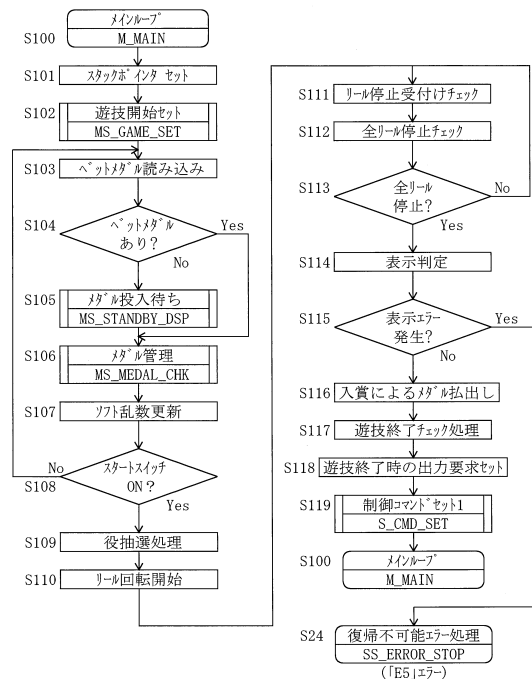 S100
メインループ
M_MAIN
S101
スタックポインタ セット
S102
遊技開始セット
MS_GAME_SET
S103
ベットメダル読み込み
S104
ベットメダル
あり?
Yes
No
S105
メダル投入待ち
MS_STANDBY_DSP
S106
メダル管理
MS_MEDAL_CHK
S107
ソフト乱数更新
No
S108
スタートスイッチ
ON?
Yes
S109
役抽選処理
S110
リール回転開始
S111
リール停止受付けチェック
S112
全リール停止チェック
S113
全リール
停止?
No
Yes
S114
表示判定
S115
表示エラー
発生?
Yes
No
S116
入賞によるメダル払出し
S117
遊技終了チェック処理
S118
遊技終了時の出力要求セット
S119
制御コマンドセット1
S_CMD_SET
S100
メインループ
M_MAIN
S24
復帰不可能エラー処理
SS_ERROR_STOP
(「E5」エラー)